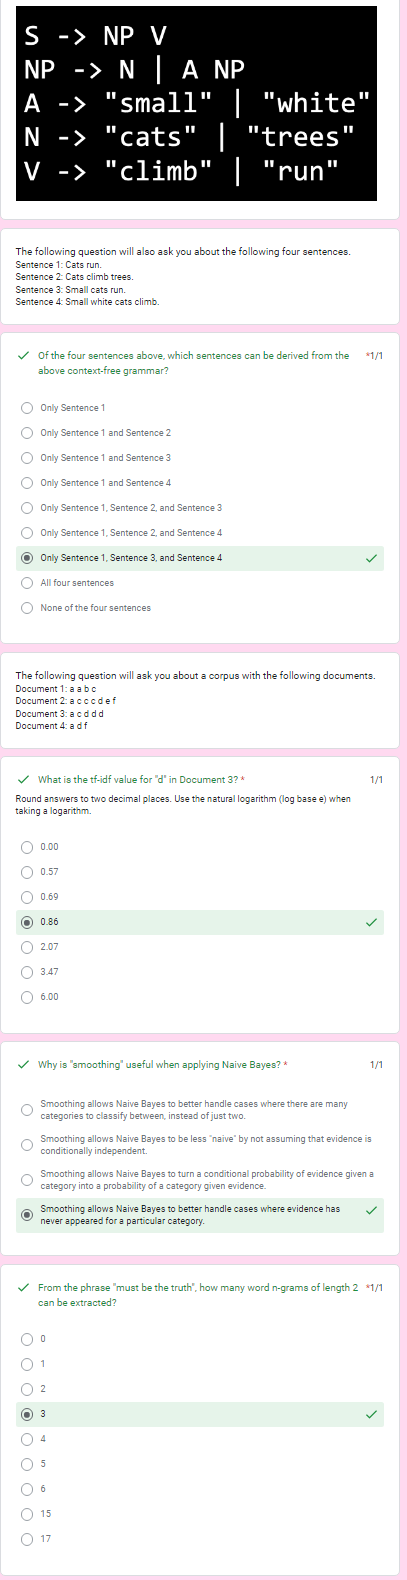 S -> NP V
NP -> N | A NP
A -> "small" | "white"
N -> "cats" | "trees"
V -> "climb" | "run"
The following question will also ask you about the following four sentences.
Sentence 1: Cats run.
Sentence 2: Cats climb trees.
Sentence 3: Small cats run.
Sentence 4: Small white cats climb.
Of the four sentences above, which sentences can be derived from the *1/1
above context-free grammar?
Only Sentence 1
Only Sentence 1 and Sentence 2
Only Sentence 1 and Sentence 3
Only Sentence 1 and Sentence 4
Only Sentence 1, Sentence 2, and Sentence 3
Only Sentence 1, Sentence 2, and Sentence 4
Only Sentence 1, Sentence 3, and Sentence 4
All four sentences
None of the four sentences
The following question will ask you about a corpus with the following documents.
Document 1: a a b c
Document 2: a c c c d e f
Document 3: a c d d d
Document 4: a d f
What is the tf-idf value for "d" in Document 3? * 1/1
Round answers to two decimal places. Use the natural logarithm (log base e) when
taking a logarithm.
0.00
0.57
0.69
0.86
2.07
3.47
6.00
Why is "smoothing" useful when applying Naive Bayes? * 1/1
Smoothing allows Naive Bayes to better handle cases where there are many
categories to classify between, instead of just two.
Smoothing allows Naive Bayes to be less "naive" by not assuming that evidence is
conditionally independent.
Smoothing allows Naive Bayes to turn a conditional probability of evidence given a
category into a probability of a category given evidence.
Smoothing allows Naive Bayes to better handle cases where evidence has
never appeared for a particular category.
From the phrase "must be the truth", how many word n-grams of length 2 *1/1
can be extracted?
0
1
2
3
4
5
6
15
17